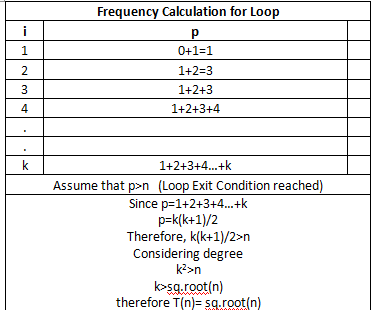 Frequency Calculation for Loop
i p
1 0+1=1
2 1+2=3
3 1+2+3
4 1+2+3+4
.
.
k 1+2+3+4...+k
Assume that p>n (Loop Exit Condition reached)
Since p=1+2+3+4...+k
p=k(k+1)/2
Therefore, k(k+1)/2>n
Considering degree
k²>n
k>sq.root(n)
therefore T(n)= sq.root(n)